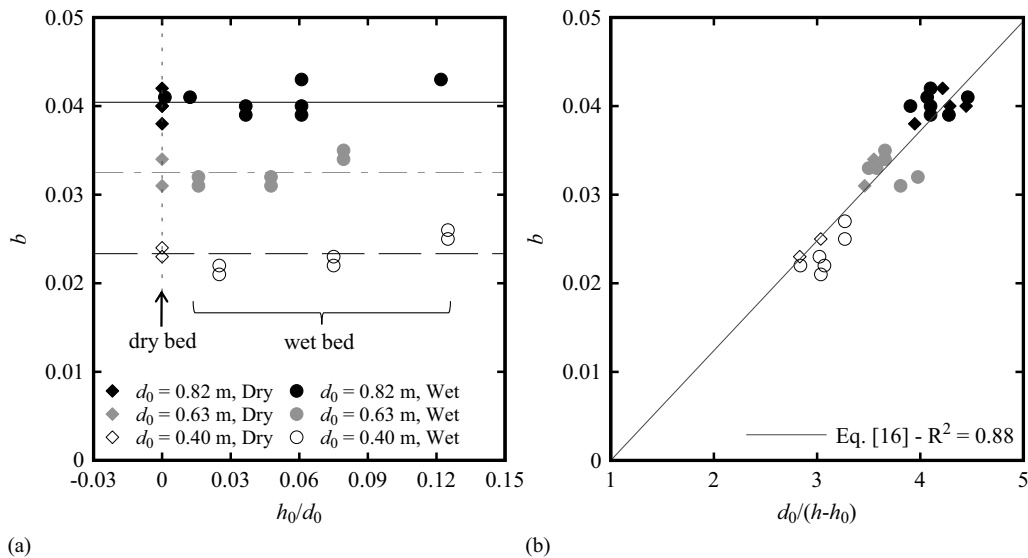 0.05
0.04
0.03
0.02
0.01
0
b
-0.03 0 0.03 0.06 0.09 0.12 0.15
h₀/d₀
dry bed
wet bed
d₀ = 0.82 m, Dry d₀ = 0.82 m, Wet
d₀ = 0.63 m, Dry d₀ = 0.63 m, Wet
d₀ = 0.40 m, Dry d₀ = 0.40 m, Wet
(a)
0.05
0.04
0.03
0.02
0.01
0
b
1 2 3 4 5
d₀/(h-h₀)
Eq. [16] - R² = 0.88
(b)